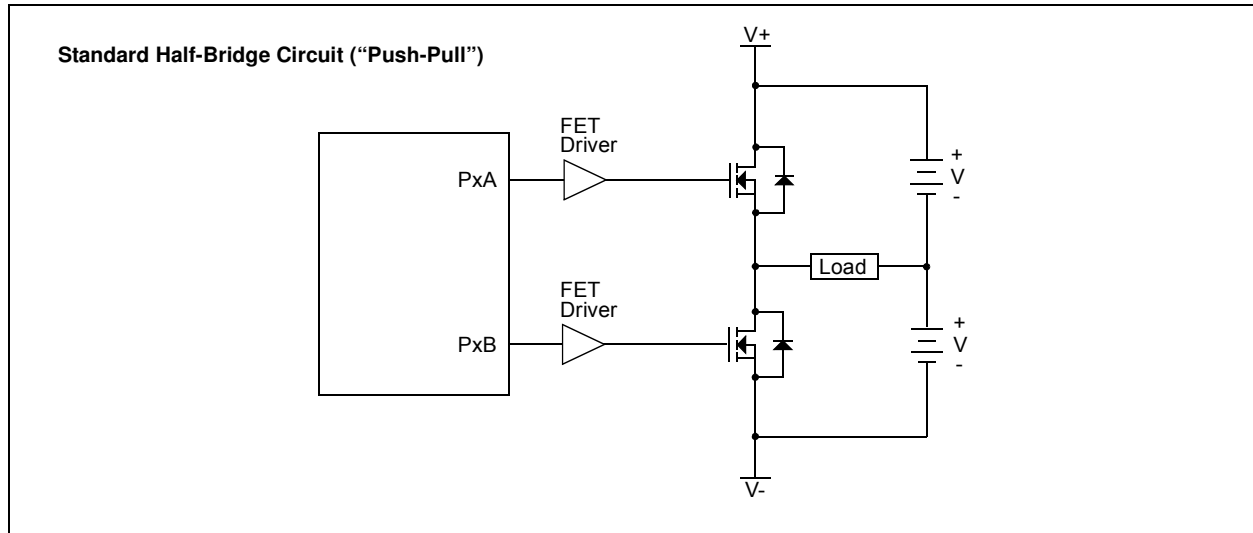 Standard Half-Bridge Circuit (“Push-Pull”)
V+
FET
Driver
PxA
+
V
-
Load
FET
Driver
PxB
+
V
-
V-